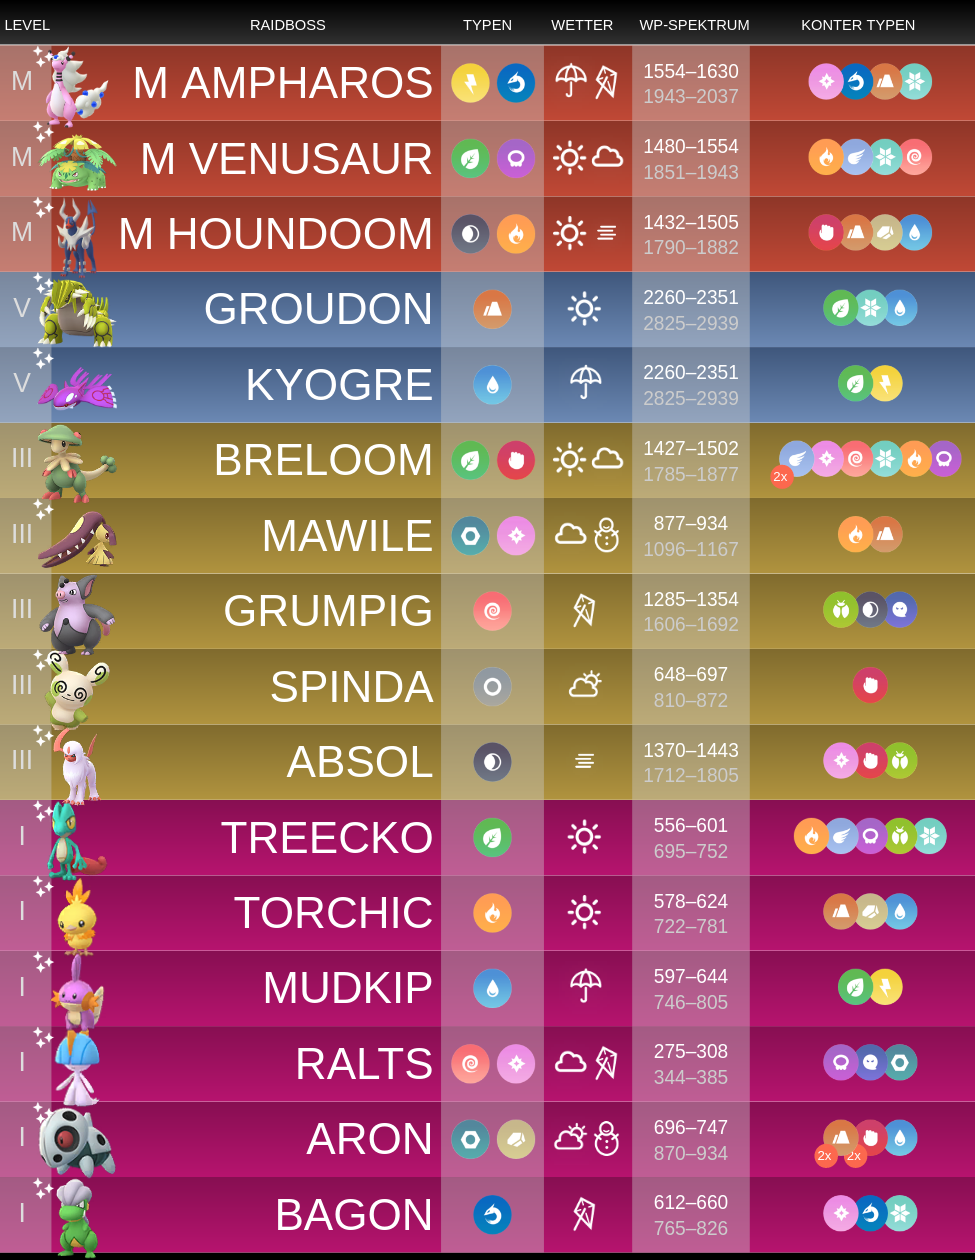 LEVEL RAIDBOSS TYPEN WETTER WP-SPEKTRUM KONTER TYPEN
M M AMPHAROS 1554–1630
1943–2037
M M VENUSAUR 1480–1554
1851–1943
M M HOUNDOOM 1432–1505
1790–1882
V GROUDON 2260–2351
2825–2939
V KYOGRE 2260–2351
2825–2939
III BRELOOM 1427–1502
1785–1877 2x
III MAWILE 877–934
1096–1167
III GRUMPIG 1285–1354
1606–1692
III SPINDA 648–697
810–872
III ABSOL 1370–1443
1712–1805
I TREECKO 556–601
695–752
I TORCHIC 578–624
722–781
I MUDKIP 597–644
746–805
I RALTS 275–308
344–385
I ARON 696–747
870–934 2x 2x
I BAGON 612–660
765–826